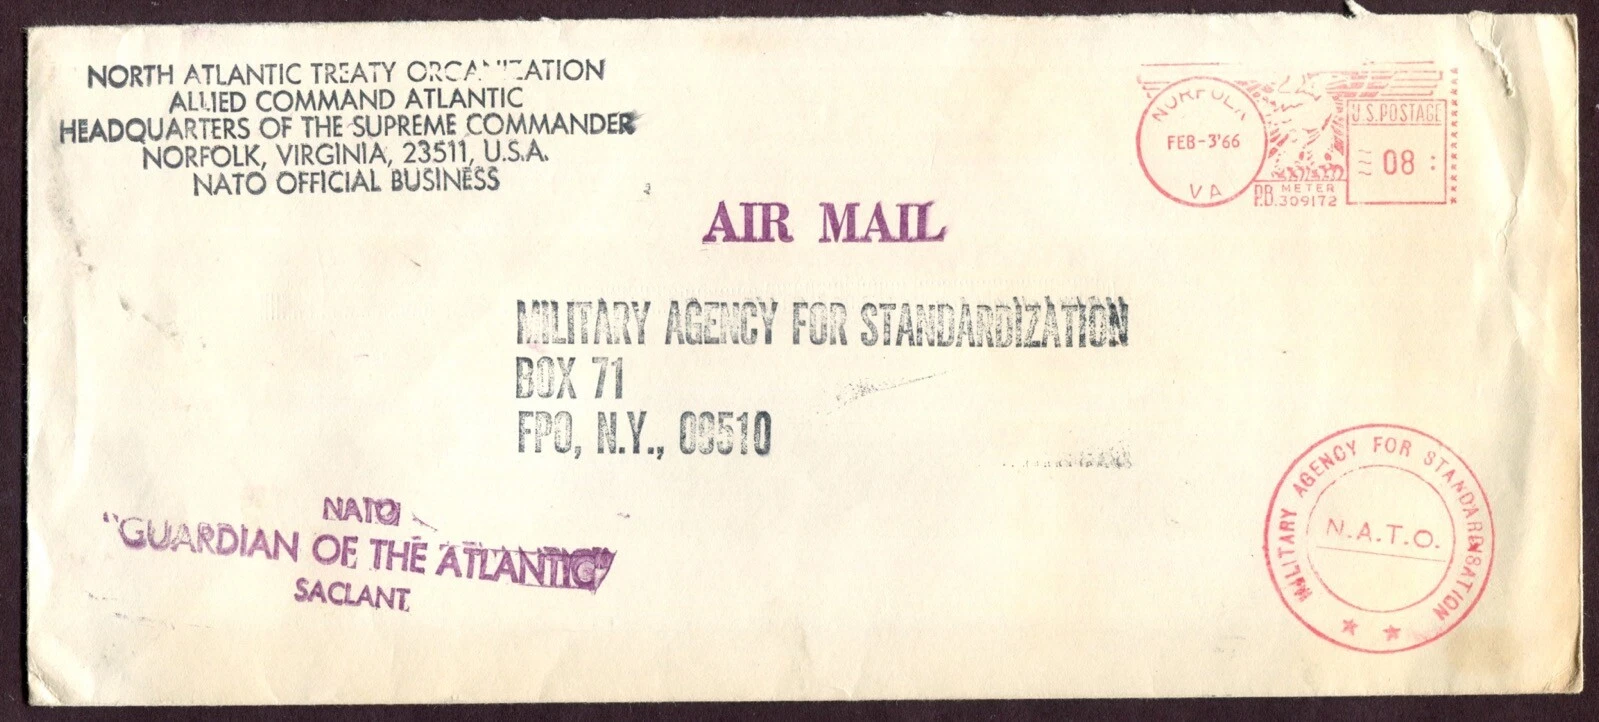 NORTH ATLANTIC TREATY ORGANIZATION
ALLIED COMMAND ATLANTIC
HEADQUARTERS OF THE SUPREME COMMANDER
NORFOLK, VIRGINIA, 23511, U.S.A.
NATO OFFICIAL BUSINESS
NORFOLK
FEB-3'66
VA
P.B. METER
309172
U.S. POSTAGE
08
AIR MAIL
MILITARY AGENCY FOR STANDARDIZATION
BOX 71
FPO, N.Y., 09510
NATO
"GUARDIAN OF THE ATLANTIC"
SACLANT
MILITARY AGENCY FOR STANDARDISATION
N.A.T.O.